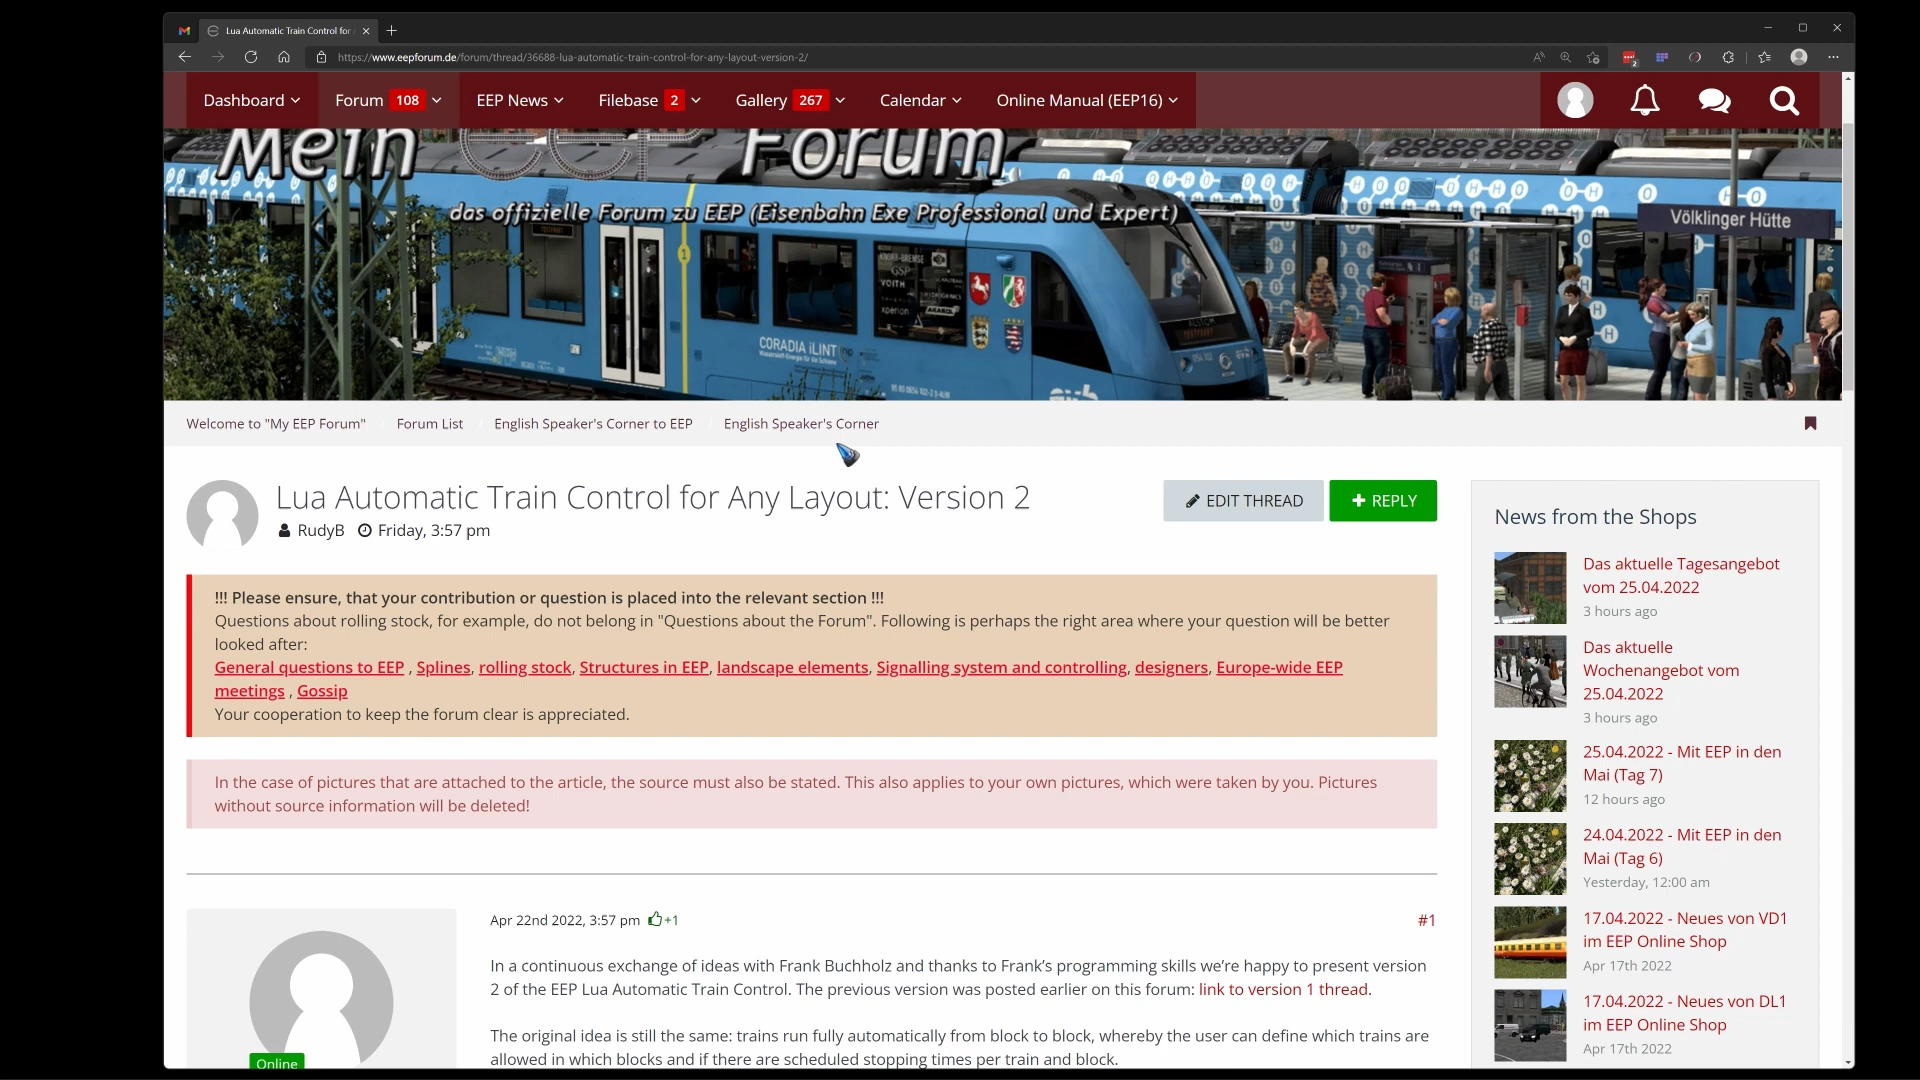 Lua Automatic Train Control for
https://www.eepforum.de/forum/thread/36688-lua-automatic-train-control-for-any-layout-version-2/
2
Dashboard Forum 108 EEP News Filebase 2 Gallery 267 Calendar Online Manual (EEP16)
Mein eep Forum
das offizielle Forum zu EEP (Eisenbahn Exe Professional und Expert)
Völklinger Hütte
KNORR-BREMSE
GSP
VOITH
xperion
AKASOL
CORADIA iLINT
ALSTOM
Welcome to "My EEP Forum" Forum List English Speaker's Corner to EEP English Speaker's Corner
Lua Automatic Train Control for Any Layout: Version 2
RudyB Friday, 3:57 pm
EDIT THREAD
REPLY
!!! Please ensure, that your contribution or question is placed into the relevant section !!!
Questions about rolling stock, for example, do not belong in "Questions about the Forum". Following is perhaps the right area where your question will be better
looked after:
General questions to EEP , Splines, rolling stock, Structures in EEP, landscape elements, Signalling system and controlling, designers, Europe-wide EEP
meetings , Gossip
Your cooperation to keep the forum clear is appreciated.
In the case of pictures that are attached to the article, the source must also be stated. This also applies to your own pictures, which were taken by you. Pictures
without source information will be deleted!
Apr 22nd 2022, 3:57 pm +1
#1
In a continuous exchange of ideas with Frank Buchholz and thanks to Frank’s programming skills we’re happy to present version
2 of the EEP Lua Automatic Train Control. The previous version was posted earlier on this forum: link to version 1 thread.
The original idea is still the same: trains run fully automatically from block to block, whereby the user can define which trains are
allowed in which blocks and if there are scheduled stopping times per train and block.
Online
News from the Shops
Das aktuelle Tagesangebot
vom 25.04.2022
3 hours ago
Das aktuelle
Wochenangebot vom
25.04.2022
3 hours ago
25.04.2022 - Mit EEP in den
Mai (Tag 7)
12 hours ago
24.04.2022 - Mit EEP in den
Mai (Tag 6)
Yesterday, 12:00 am
17.04.2022 - Neues von VD1
im EEP Online Shop
Apr 17th 2022
17.04.2022 - Neues von DL1
im EEP Online Shop
Apr 17th 2022